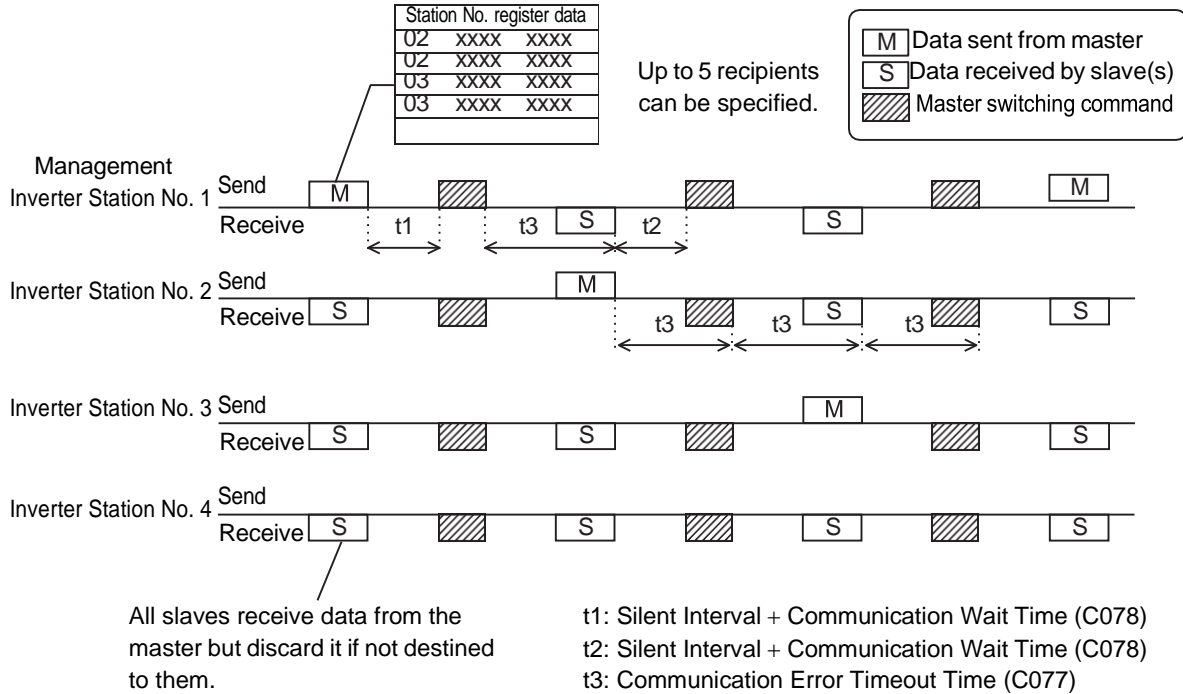 Station No. register data
02 xxxx xxxx
02 xxxx xxxx
03 xxxx xxxx
03 xxxx xxxx
Up to 5 recipients
can be specified.
M Data sent from master
S Data received by slave(s)
Master switching command
Management
Inverter Station No. 1
Send
M
M
Receive
t1
t3
S
t2
S
Inverter Station No. 2
Send
M
Receive
S
t3
t3
S
t3
S
Inverter Station No. 3
Send
M
Receive
S
S
S
Inverter Station No. 4
Send
Receive
S
S
S
S
All slaves receive data from the
master but discard it if not destined
to them.
t1: Silent Interval + Communication Wait Time (C078)
t2: Silent Interval + Communication Wait Time (C078)
t3: Communication Error Timeout Time (C077)